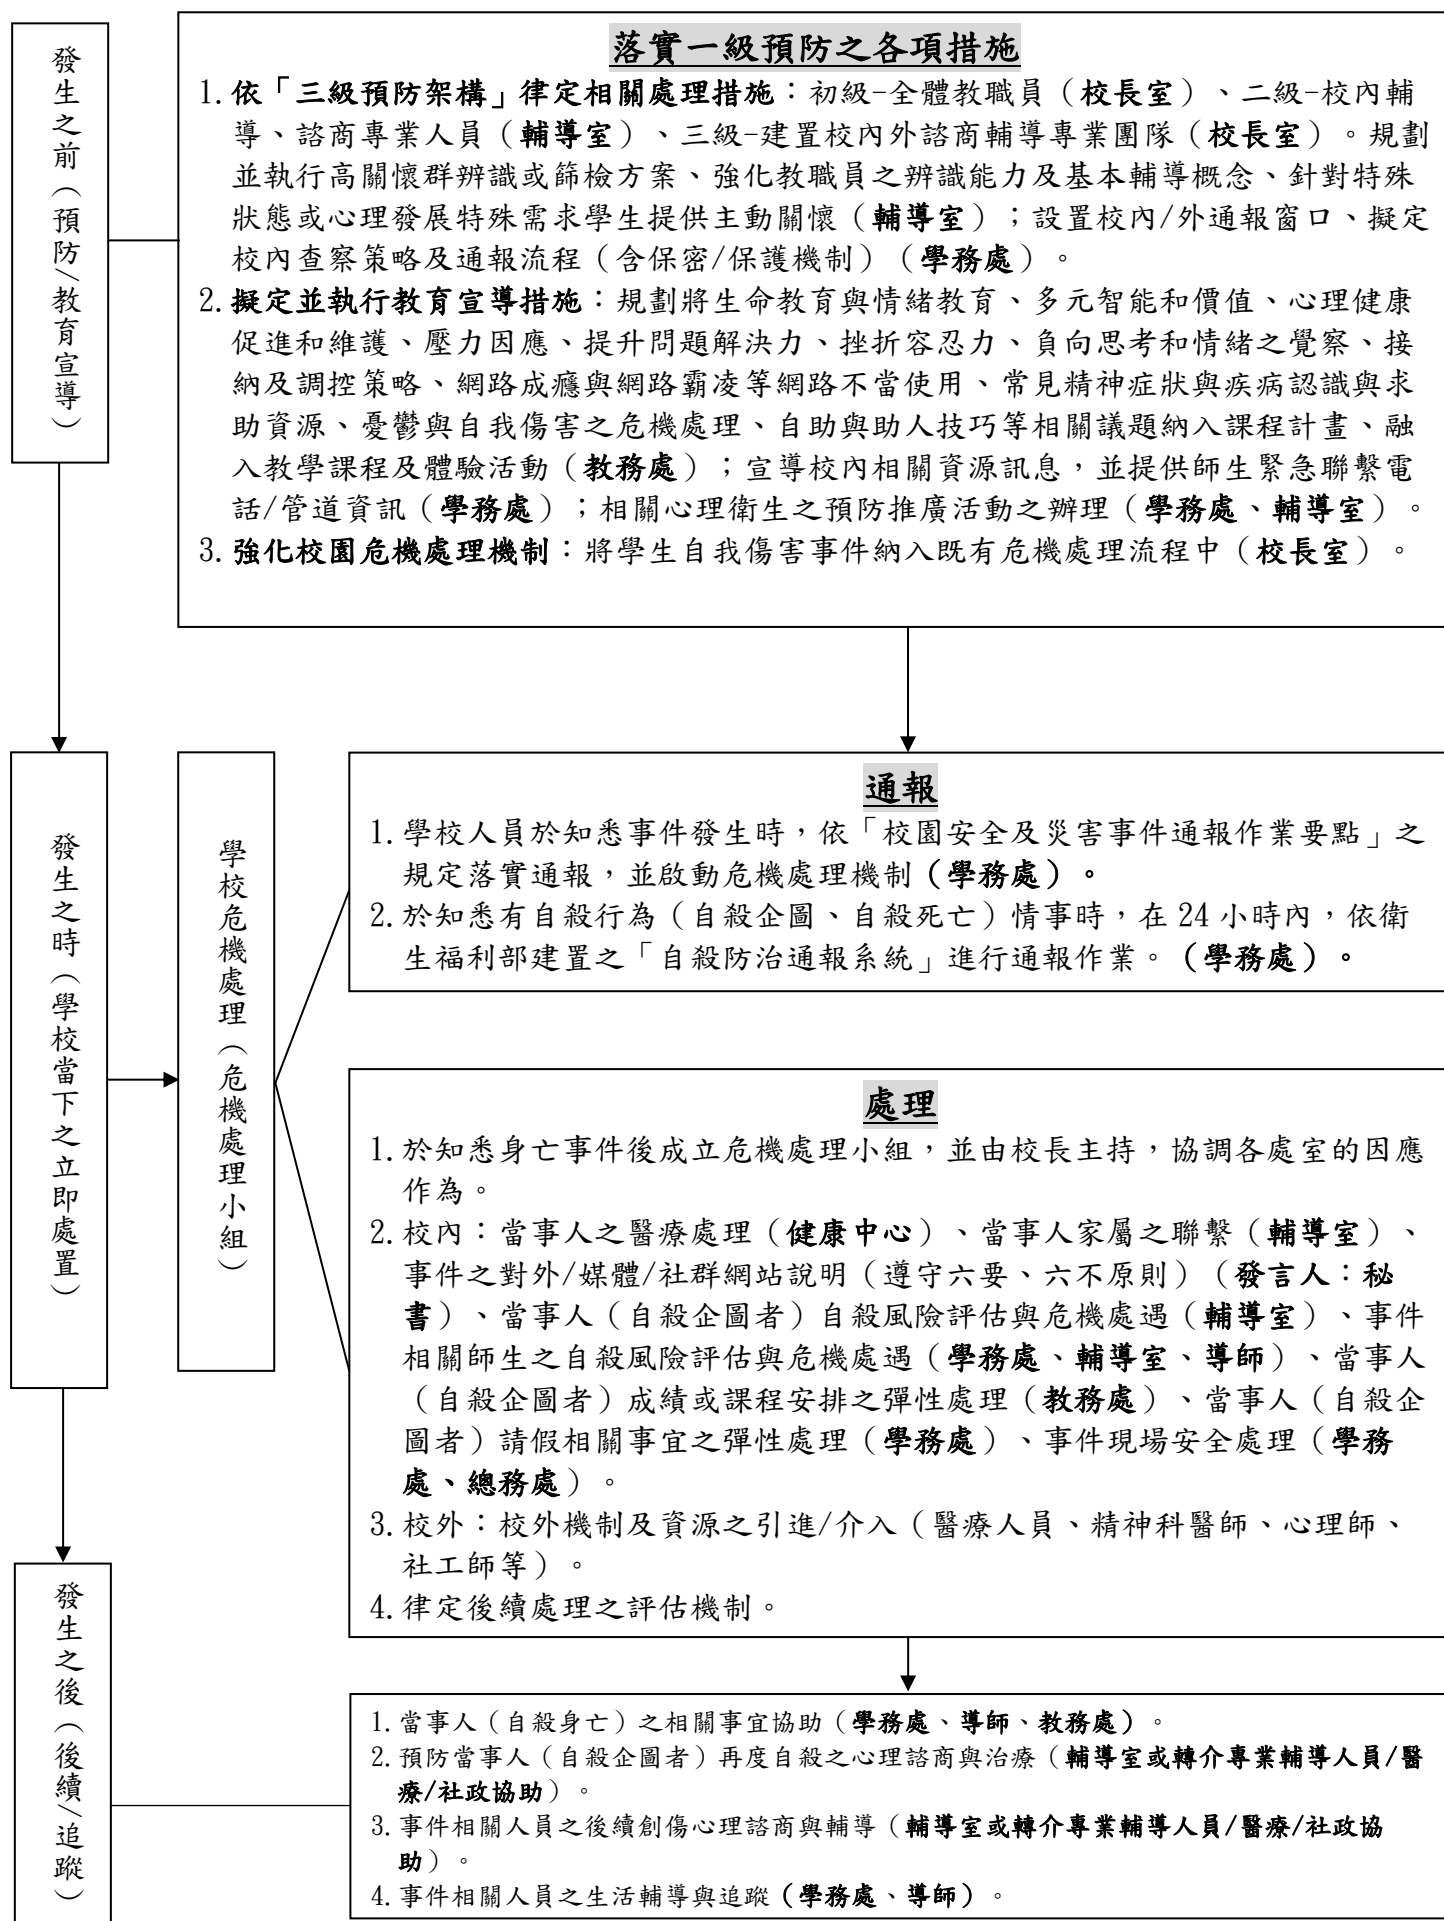 發生之前（預防/教育宣導）
落實一級預防之各項措施
1.依「三級預防架構」律定相關處理措施：初級-全體教職員（校長室）、二級-校內輔
導、諮商專業人員（輔導室）、三級-建置校內外諮商輔導專業團隊（校長室）。規劃
並執行高關懷群辨識或篩檢方案、強化教職員之辨識能力及基本輔導概念、針對特殊
狀態或心理發展特殊需求學生提供主動關懷（輔導室）；設置校內/外通報窗口、擬定
校內查察策略及通報流程（含保密/保護機制）（學務處）。
2.擬定並執行教育宣導措施：規劃將生命教育與情緒教育、多元智能和價值、心理健康
促進和維護、壓力因應、提升問題解決力、挫折容忍力、負向思考和情緒之覺察、接
納及調控策略、網路成癮與網路霸凌等網路不當使用、常見精神症狀與疾病認識與求
助資源、憂鬱與自我傷害之危機處理、自助與助人技巧等相關議題納入課程計畫、融
入教學課程及體驗活動（教務處）；宣導校內相關資源訊息，並提供師生緊急聯繫電
話/管道資訊（學務處）；相關心理衛生之預防推廣活動之辦理（學務處、輔導室）。
3.強化校園危機處理機制：將學生自我傷害事件納入既有危機處理流程中（校長室）。
發生之時（學校當下之立即處置）
學校危機處理（危機處理小組）
通報
1.學校人員於知悉事件發生時，依「校園安全及災害事件通報作業要點」之
規定落實通報，並啟動危機處理機制（學務處）。
2.於知悉有自殺行為（自殺企圖、自殺死亡）情事時，在 24 小時內，依衛
生福利部建置之「自殺防治通報系統」進行通報作業。（學務處）。
處理
1.於知悉身亡事件後成立危機處理小組，並由校長主持，協調各處室的因應
作為。
2.校內：當事人之醫療處理（健康中心）、當事人家屬之聯繫（輔導室）、
事件之對外/媒體/社群網站說明（遵守六要、六不原則）（發言人：秘
書）、當事人（自殺企圖者）自殺風險評估與危機處遇（輔導室）、事件
相關師生之自殺風險評估與危機處遇（學務處、輔導室、導師）、當事人
（自殺企圖者）成績或課程安排之彈性處理（教務處）、當事人（自殺企
圖者）請假相關事宜之彈性處理（學務處）、事件現場安全處理（學務
處、總務處）。
3.校外：校外機制及資源之引進/介入（醫療人員、精神科醫師、心理師、
社工師等）。
4.律定後續處理之評估機制。
發生之後（後續/追蹤）
1.當事人（自殺身亡）之相關事宜協助（學務處、導師、教務處）。
2.預防當事人（自殺企圖者）再度自殺之心理諮商與治療（輔導室或轉介專業輔導人員/醫
療/社政協助）。
3.事件相關人員之後續創傷心理諮商與輔導（輔導室或轉介專業輔導人員/醫療/社政協
助）。
4.事件相關人員之生活輔導與追蹤（學務處、導師）。